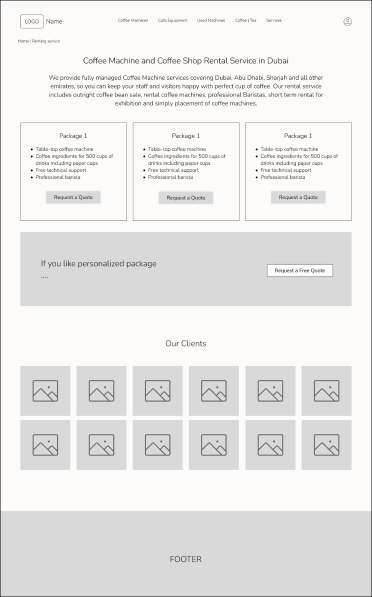 LOGO Name
Coffee Machines Cafe Equipment Used Machines Coffee | Tea Services
Home / Renting service
Coffee Machine and Coffee Shop Rental Service in Dubai
We provide fully managed Coffee Machine services covering Dubai, Abu Dhabi, Sharjah and all other
emirates, so you can keep your staff and visitors happy with perfect cup of coffee. Our rental service
includes outright coffee bean sale, rental coffee machines, professional Baristas, short term rental for
exhibition and simply placement of coffee machines.
Package 1
Table-top coffee machine
Coffee ingredients for 500 cups of
drinks including paper cups
Free technical support
Professional barista
Request a Quote
Package 1
Table-top coffee machine
Coffee ingredients for 500 cups of
drinks including paper cups
Free technical support
Professional barista
Request a Quote
Package 1
Table-top coffee machine
Coffee ingredients for 500 cups of
drinks including paper cups
Free technical support
Professional barista
Request a Quote
If you like personalized package
....
Request a Free Quote
Our Clients
FOOTER